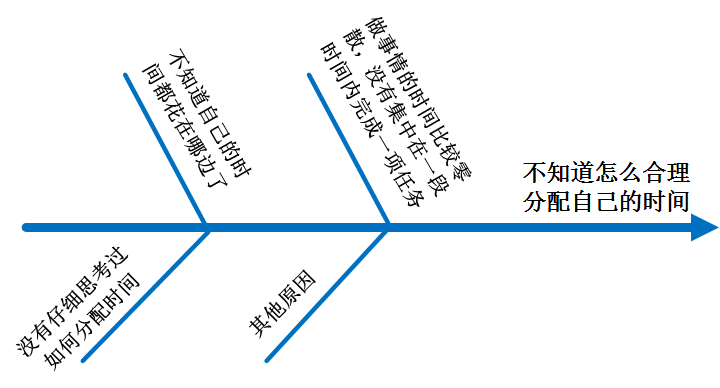 不知道自己的时
间都花在哪边了
做事情的时间比较零
散，没有集中在一段
时间内完成一项任务
不知道怎么合理
分配自己的时间
没有仔细思考过
如何分配时间
其他原因